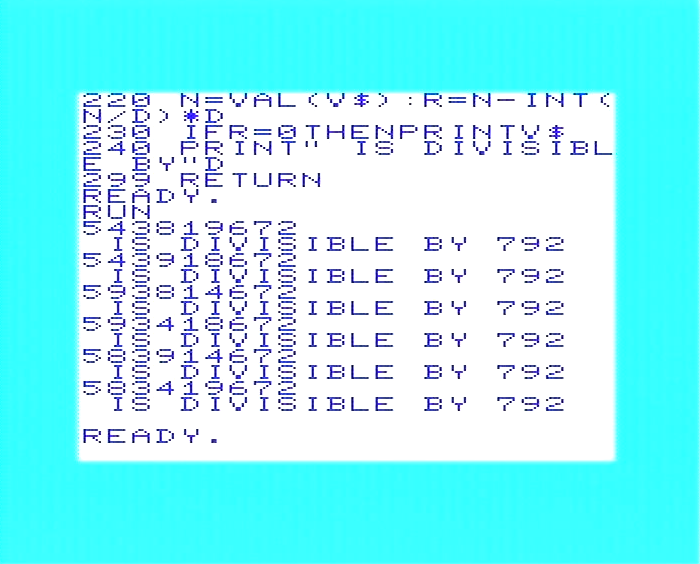 220 N=VAL(V$):R=N-INT(
N/D)*D
230 IFR=0THENPRINTV$
240 PRINT" IS DIVISIBL
E BY"D
299 RETURN
READY.
RUN
543819672
IS DIVISIBLE BY 792
543918672
IS DIVISIBLE BY 792
593814672
IS DIVISIBLE BY 792
593418672
IS DIVISIBLE BY 792
583914672
IS DIVISIBLE BY 792
583419672
IS DIVISIBLE BY 792
READY.